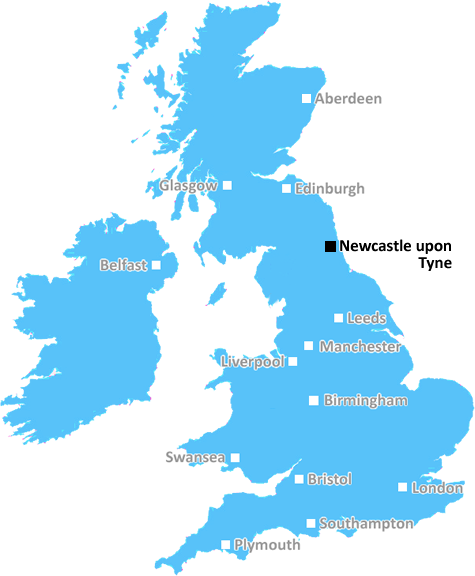 Aberdeen
Glasgow
Edinburgh
Newcastle upon
Tyne
Belfast
Leeds
Manchester
Liverpool
Birmingham
Swansea
Bristol
London
Southampton
Plymouth